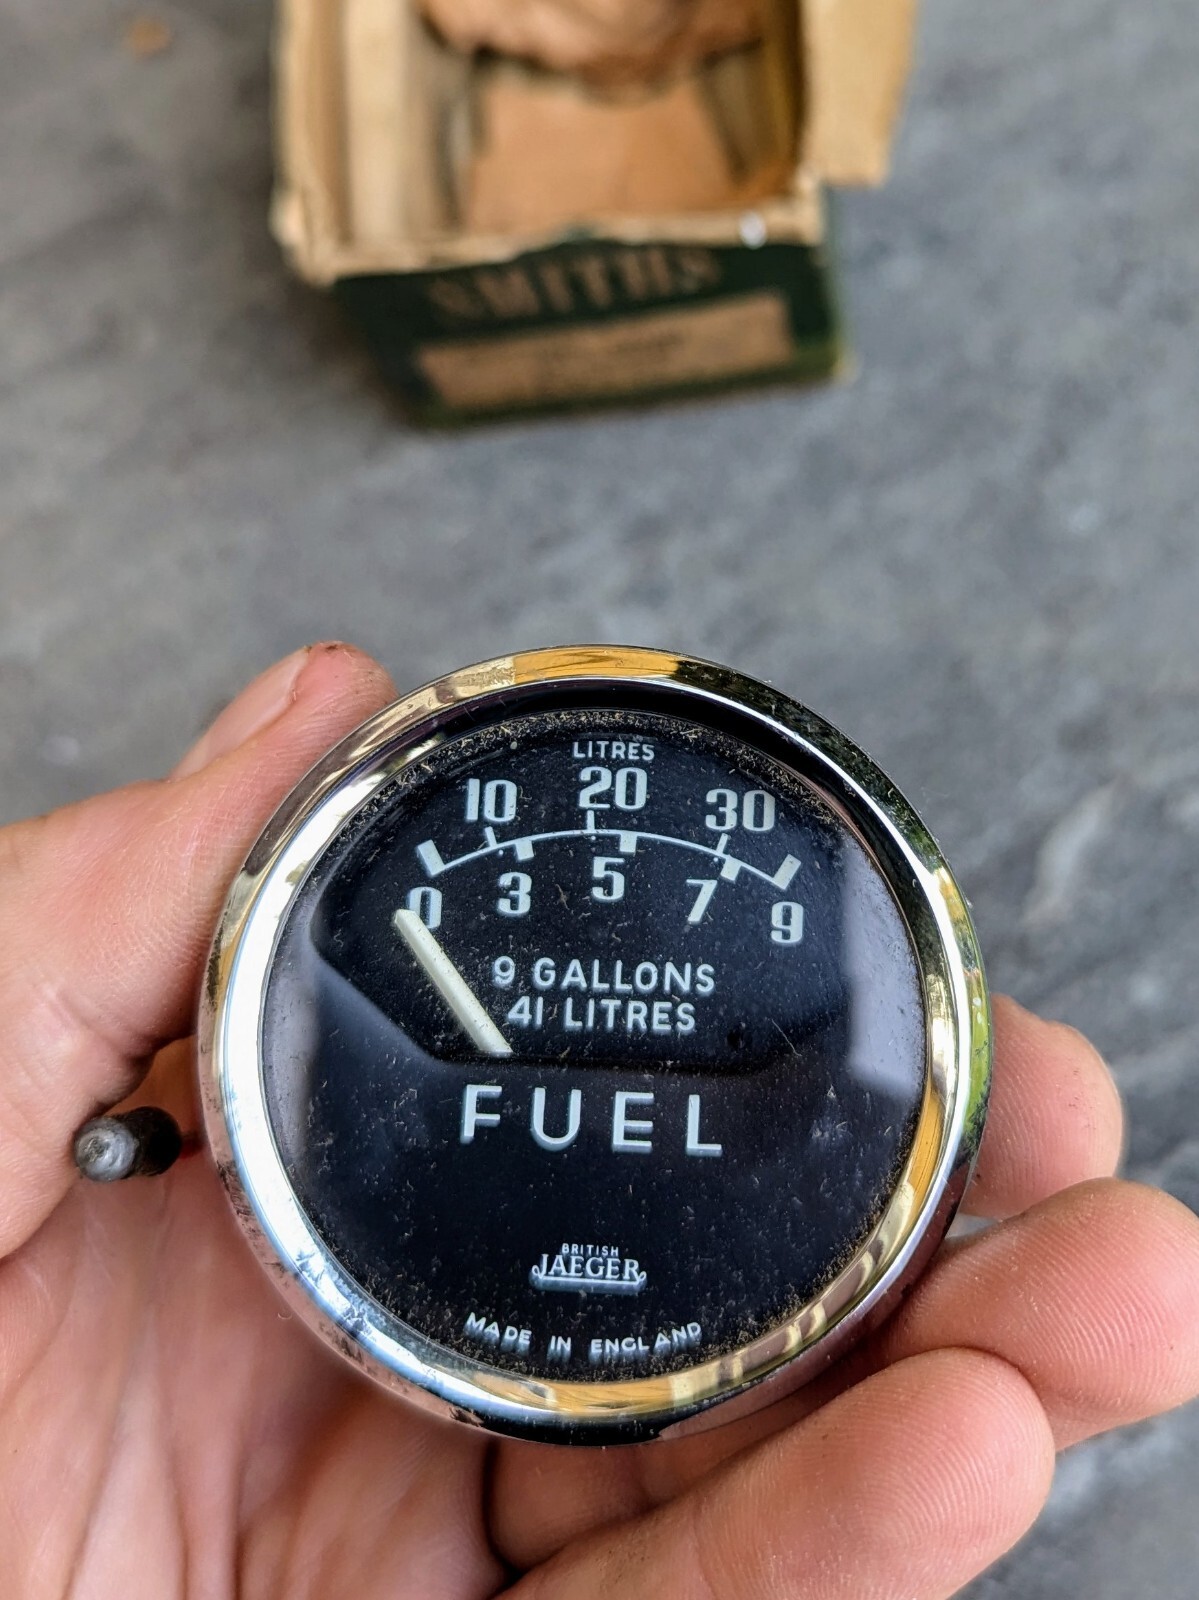 SMITHS
LITRES
10 20 30
0 3 5 7 9
9 GALLONS
41 LITRES
FUEL
BRITISH
JAEGER
MADE IN ENGLAND